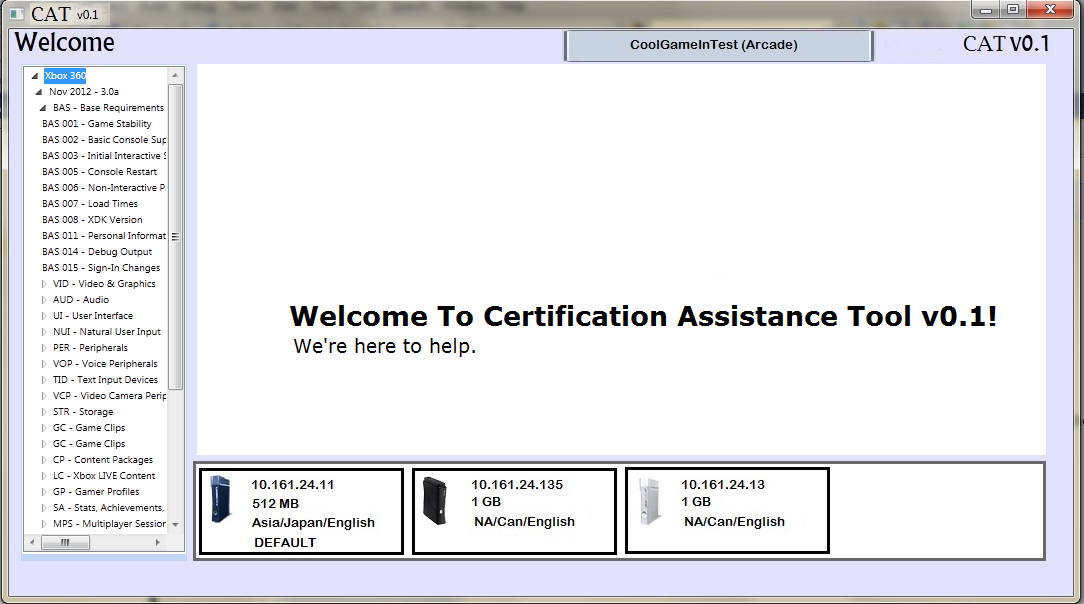 CAT v0.1
Welcome
CoolGameInTest (Arcade)
CAT v0.1
Xbox 360
Nov 2012 - 3.0a
BAS - Base Requirements
BAS 001 - Game Stability
BAS 002 - Basic Console Sup
BAS 003 - Initial Interactive S
BAS 005 - Console Restart
BAS 006 - Non-Interactive P
BAS 007 - Load Times
BAS 008 - XDK Version
BAS 011 - Personal Informat
BAS 014 - Debug Output
BAS 015 - Sign-In Changes
VID - Video & Graphics
AUD - Audio
UI - User Interface
NUI - Natural User Input
PER - Peripherals
VOP - Voice Peripherals
TID - Text Input Devices
VCP - Video Camera Perip
STR - Storage
GC - Game Clips
GC - Game Clips
CP - Content Packages
LC - Xbox LIVE Content
GP - Gamer Profiles
SA - Stats, Achievements,
MPS - Multiplayer Session
Welcome To Certification Assistance Tool v0.1!
We're here to help.
10.161.24.11
512 MB
Asia/Japan/English
DEFAULT
10.161.24.135
1 GB
NA/Can/English
10.161.24.13
1 GB
NA/Can/English